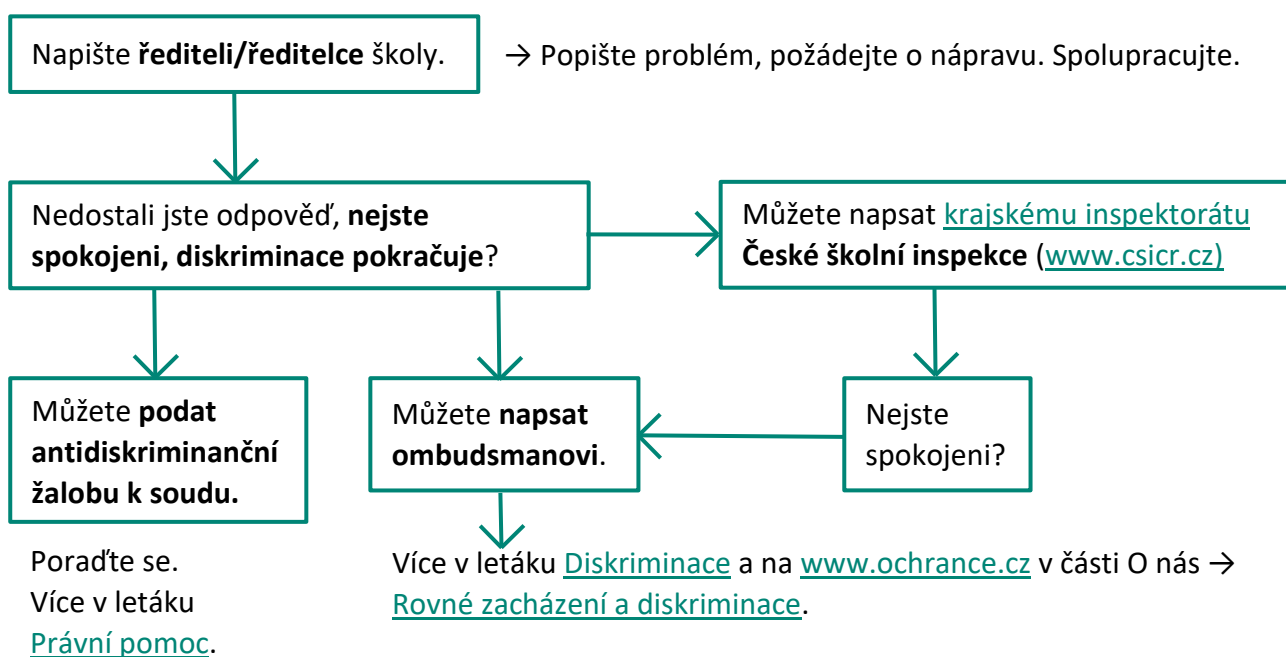 Napište řediteli/ředitelce školy.
→ Popište problém, požádejte o nápravu. Spolupracujte.
Nedostali jste odpověď, nejste
spokojeni, diskriminace pokračuje?
Můžete napsat krajskému inspektorátu
České školní inspekce (www.csicr.cz)
Můžete podat
antidiskriminanční
žalobu k soudu.
Můžete napsat
ombudsmanovi.
Nejste
spokojeni?
Poraďte se.
Více v letáku
Právní pomoc.
Více v letáku Diskriminace a na www.ochrance.cz v části O nás →
Rovné zacházení a diskriminace.